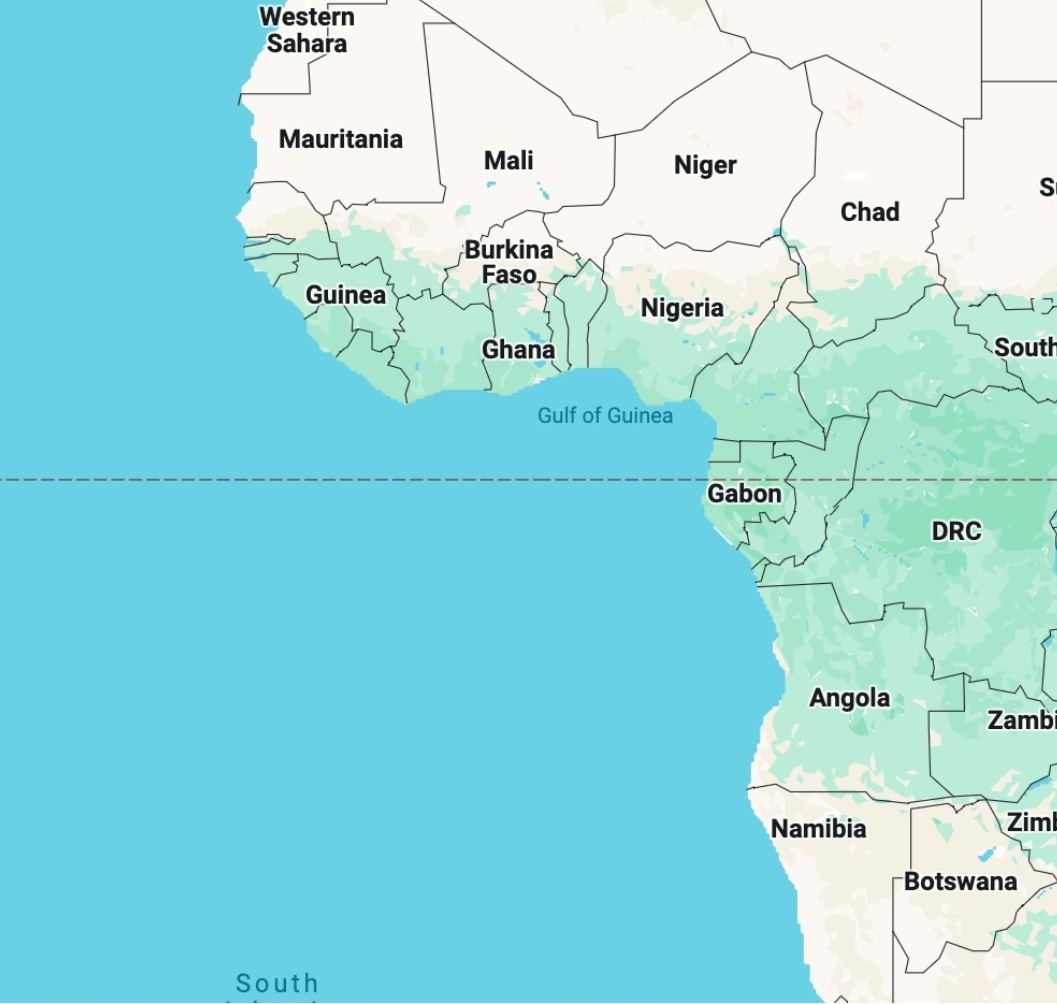 Western
Sahara
Mauritania
Mali
Niger
Chad
Su
Burkina
Faso
Guinea
Nigeria
Ghana
South
Gulf of Guinea
Gabon
DRC
Angola
Zambi
Namibia
Zimb
Botswana
South